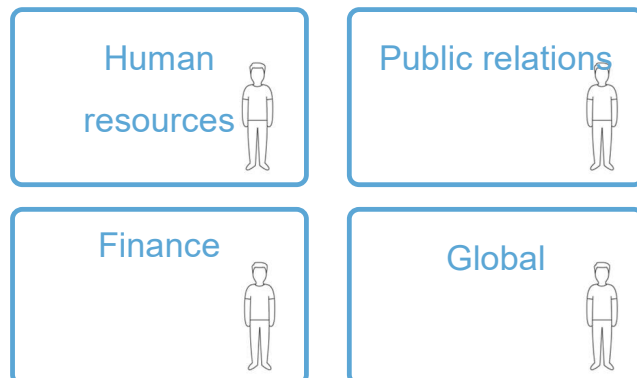 Human
resources
Public relations
Finance
Global